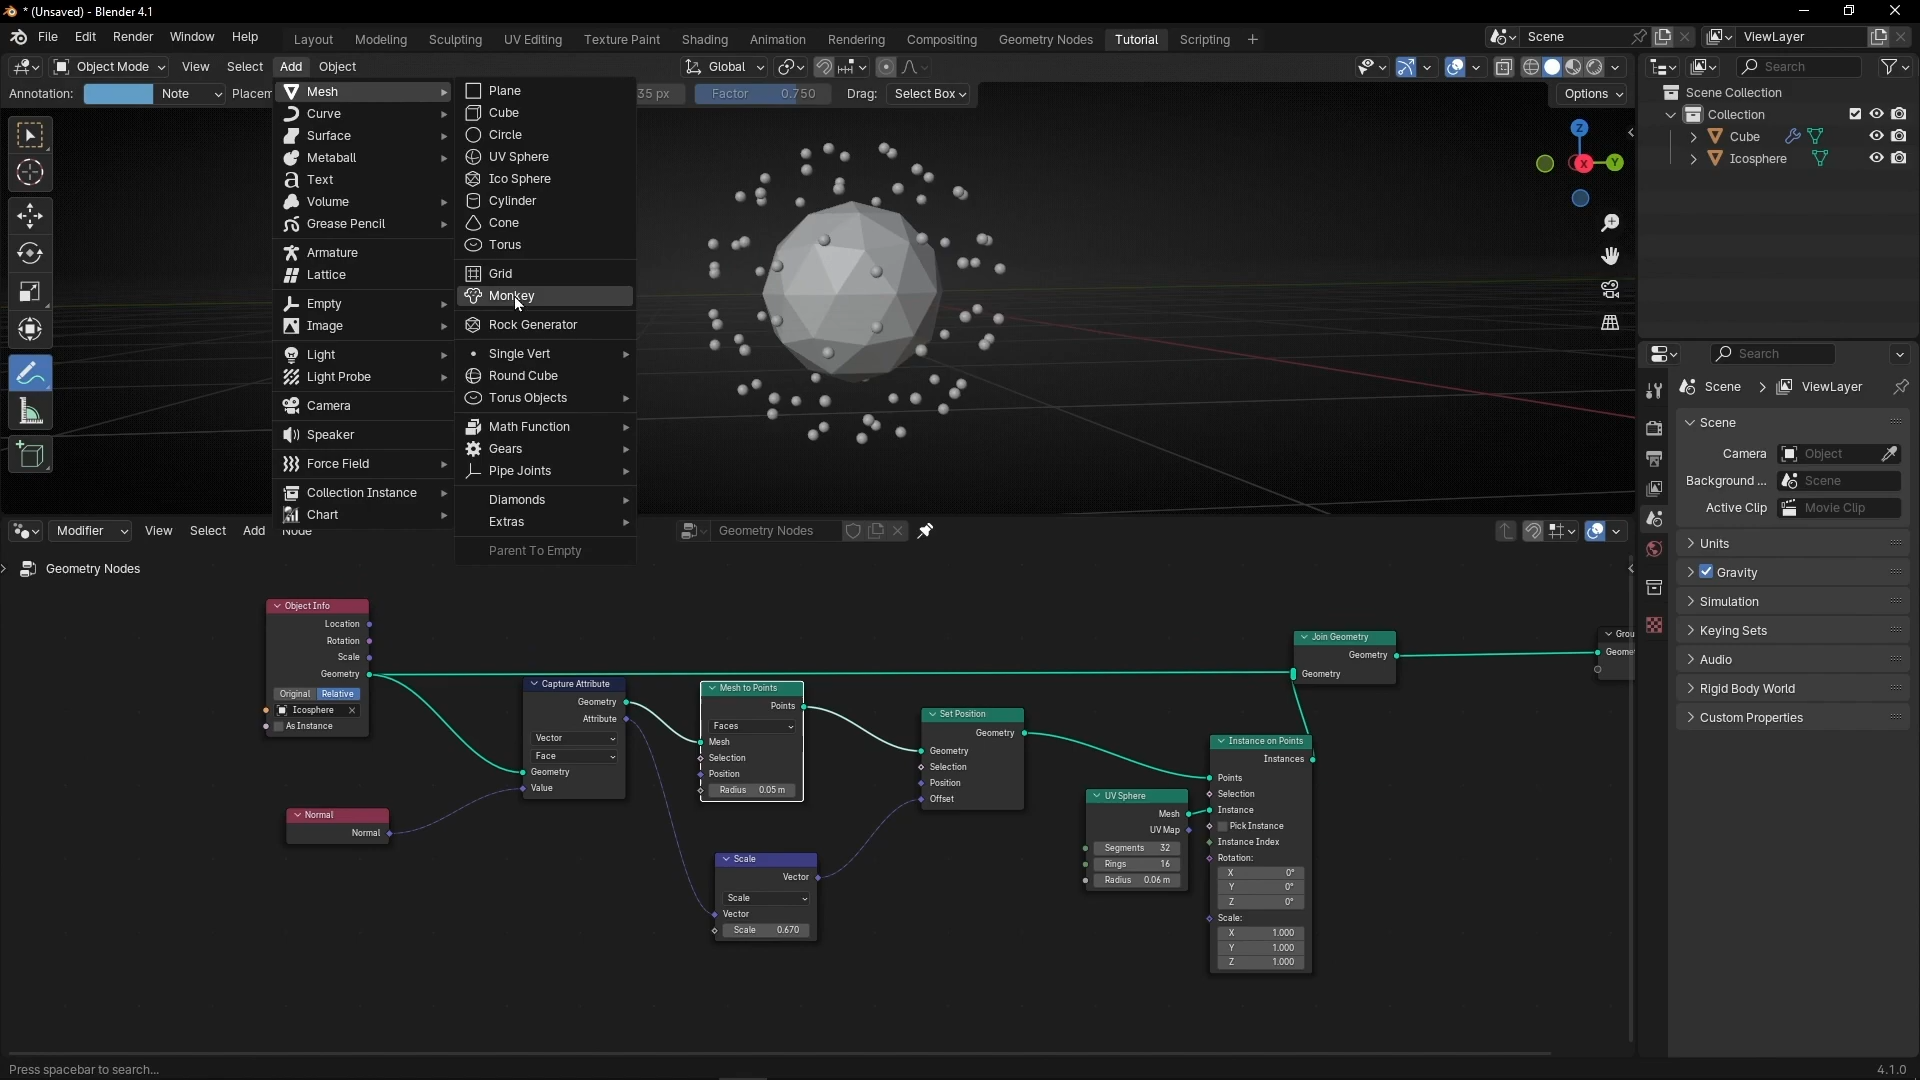 * (Unsaved) - Blender 4.1
File Edit Render Window Help
Layout Modeling Sculpting UV Editing Texture Paint Shading Animation Rendering Compositing Geometry Nodes Tutorial Scripting
Scene
ViewLayer
Object Mode View Select Add Object
Global
Search
Annotation: Note Placem
35 px Factor 0.750 Drag: Select Box
Options
Mesh
Curve
Surface
Metaball
Text
Volume
Grease Pencil
Armature
Lattice
Empty
Image
Light
Light Probe
Camera
Speaker
Force Field
Collection Instance
Chart
Plane
Cube
Circle
UV Sphere
Ico Sphere
Cylinder
Cone
Torus
Grid
Monkey
Rock Generator
Single Vert
Round Cube
Torus Objects
Math Function
Gears
Pipe Joints
Diamonds
Extras
Parent To Empty
Z
X
Y
Scene Collection
Collection
Cube
Icosphere
Search
Scene > ViewLayer
Scene
Camera Object
Background ... Scene
Active Clip Movie Clip
Units
Gravity
Simulation
Keying Sets
Audio
Rigid Body World
Custom Properties
Modifier View Select Add Node
Geometry Nodes
Geometry Nodes
Object Info
Location
Rotation
Scale
Geometry
Original Relative
Icosphere
As Instance
Normal
Normal
Capture Attribute
Geometry
Attribute
Vector
Face
Geometry
Value
Mesh to Points
Points
Faces
Mesh
Selection
Position
Radius 0.05 m
Scale
Vector
Scale
Vector
Scale 0.670
Set Position
Geometry
Geometry
Selection
Position
Offset
UV Sphere
Mesh
UV Map
Segments 32
Rings 16
Radius 0.06 m
Instance on Points
Instances
Points
Selection
Instance
Pick Instance
Instance Index
Rotation:
X 0°
Y 0°
Z 0°
Scale:
X 1.000
Y 1.000
Z 1.000
Join Geometry
Geometry
Geometry
Grou
Geome
Press spacebar to search...
4.1.0